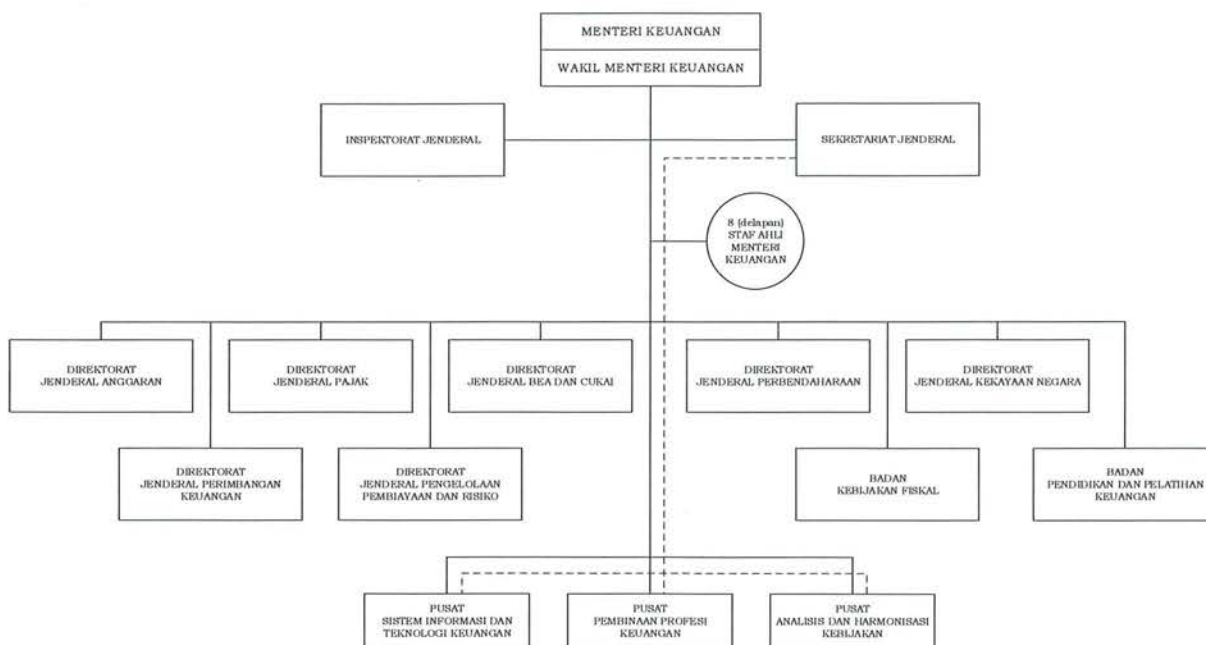 MENTERI KEUANGAN
WAKIL MENTERI KEUANGAN
INSPEKTORAT JENDERAL
SEKRETARIAT JENDERAL
8 (delapan)
STAF AHLI
MENTERI
KEUANGAN
DIREKTORAT
JENDERAL ANGGARAN
DIREKTORAT
JENDERAL PAJAK
DIREKTORAT
JENDERAL BEA DAN CUKAI
DIREKTORAT
JENDERAL PERBENDAHARAAN
DIREKTORAT
JENDERAL KEKAYAAN NEGARA
DIREKTORAT
JENDERAL PERIMBANGAN
KEUANGAN
DIREKTORAT
JENDERAL PENGELOLAAN
PEMBIAYAAN DAN RISIKO
BADAN
KEBIJAKAN FISKAL
BADAN
PENDIDIKAN DAN PELATIHAN
KEUANGAN
PUSAT
SISTEM INFORMASI DAN
TEKNOLOGI KEUANGAN
PUSAT
PEMBINAAN PROFESI
KEUANGAN
PUSAT
ANALISIS DAN HARMONISASI
KEBIJAKAN